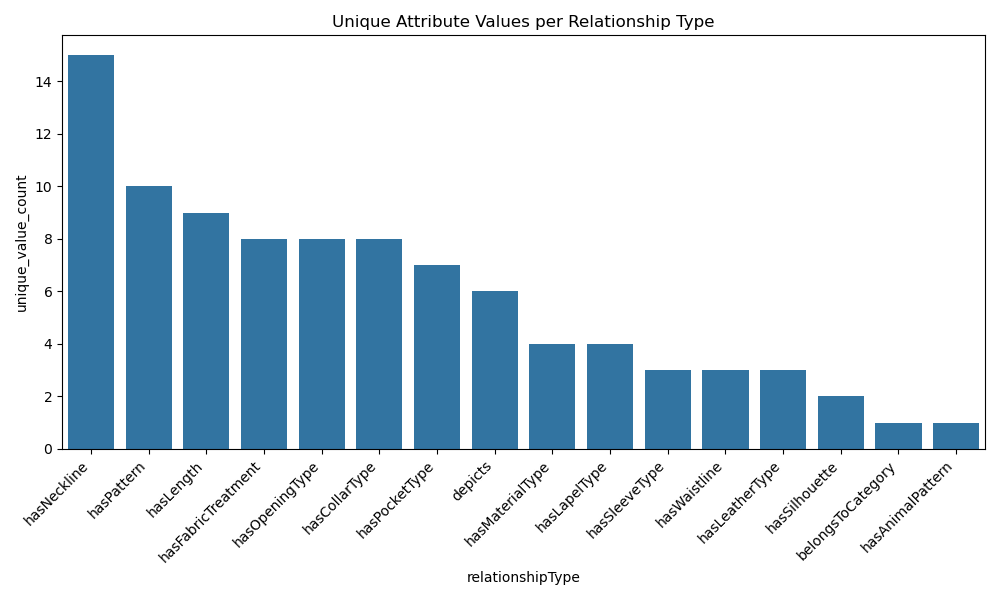 Unique Attribute Values per Relationship Type
unique_value_count
14
12
10
8
6
4
2
0
hasNeckline
hasPattern
hasLength
hasFabricTreatment
hasOpeningType
hasCollarType
hasPocketType
depicts
hasMaterialType
hasLapelType
hasSleeveType
hasWaistline
hasLeatherType
hasSilhouette
belongsToCategory
hasAnimalPattern
relationshipType